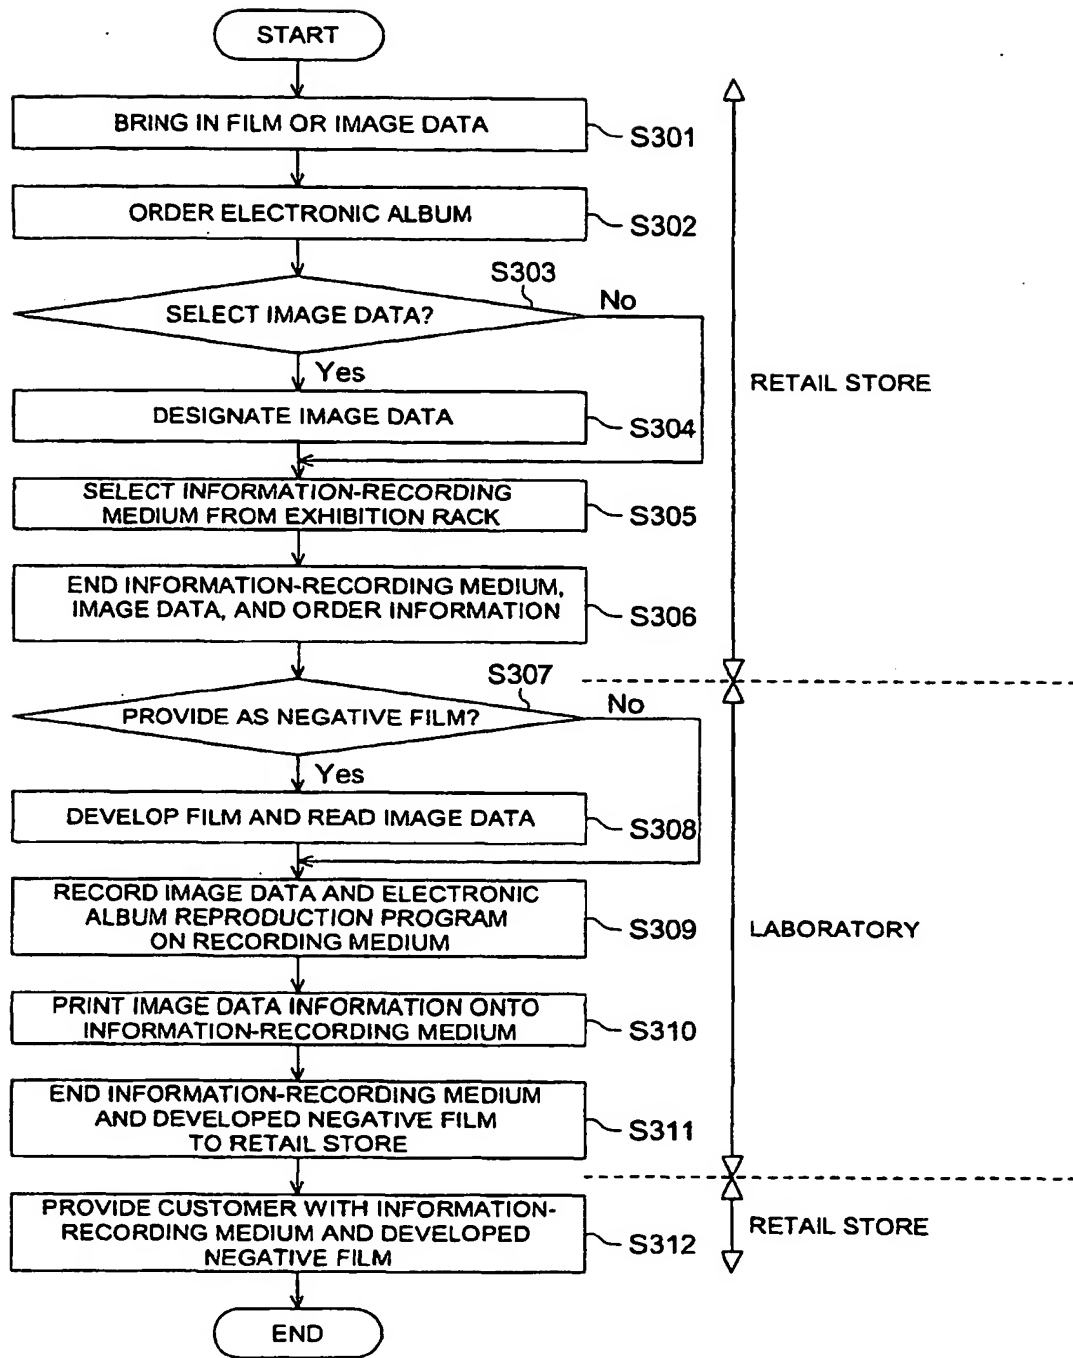 START
BRING IN FILM OR IMAGE DATA
S301
ORDER ELECTRONIC ALBUM
S302
S303
SELECT IMAGE DATA?
No
Yes
RETAIL STORE
DESIGNATE IMAGE DATA
S304
SELECT INFORMATION-RECORDING
MEDIUM FROM EXHIBITION RACK
S305
END INFORMATION-RECORDING MEDIUM,
IMAGE DATA, AND ORDER INFORMATION
S306
S307
PROVIDE AS NEGATIVE FILM?
No
Yes
DEVELOP FILM AND READ IMAGE DATA
S308
RECORD IMAGE DATA AND ELECTRONIC
ALBUM REPRODUCTION PROGRAM
ON RECORDING MEDIUM
S309
LABORATORY
PRINT IMAGE DATA INFORMATION ONTO
INFORMATION-RECORDING MEDIUM
S310
END INFORMATION-RECORDING MEDIUM
AND DEVELOPED NEGATIVE FILM
TO RETAIL STORE
S311
PROVIDE CUSTOMER WITH INFORMATION-
RECORDING MEDIUM AND DEVELOPED
NEGATIVE FILM
S312
RETAIL STORE
END